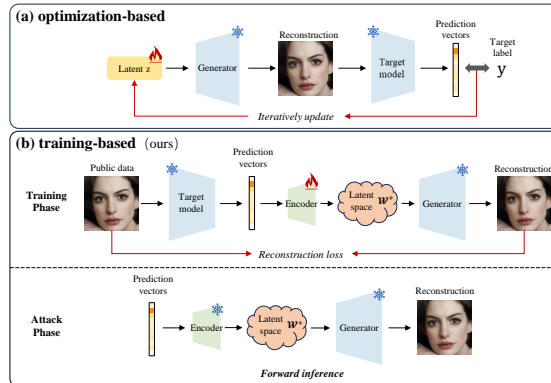 (a) optimization-based
Reconstruction
Prediction
vectors
Target
label
Latent z
Generator
Target
model
y
Iteratively update
(b) training-based (ours)
Public data
Prediction
vectors
Reconstruction
Training
Phase
Target
model
Encoder
Latent
space 𝒲⁺
Generator
Reconstruction loss
Prediction
vectors
Reconstruction
Attack
Phase
Encoder
Latent
space 𝒲⁺
Generator
Forward inference